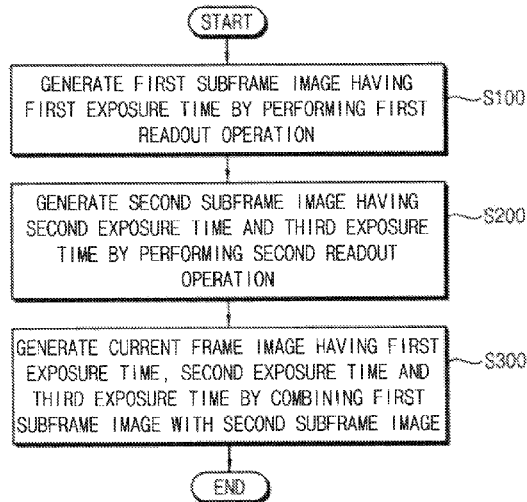 START
GENERATE FIRST SUBFRAME IMAGE HAVING
FIRST EXPOSURE TIME BY PERFORMING FIRST
READOUT OPERATION
S100
GENERATE SECOND SUBFRAME IMAGE HAVING
SECOND EXPOSURE TIME AND THIRD EXPOSURE
TIME BY PERFORMING SECOND READOUT
OPERATION
S200
GENERATE CURRENT FRAME IMAGE HAVING FIRST
EXPOSURE TIME, SECOND EXPOSURE TIME AND
THIRD EXPOSURE TIME BY COMBINING FIRST
SUBFRAME IMAGE WITH SECOND SUBFRAME IMAGE
S300
END